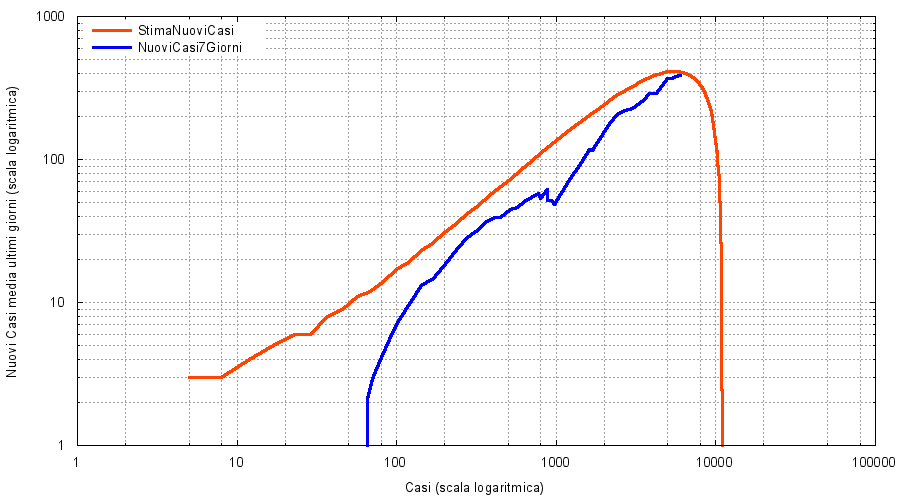 1000
StimaNuoviCasi
NuoviCasi7Giorni
100
Nuovi Casi media ultimi giorni (scala logaritmica)
10
1
1 10 100 1000 10000 100000
Casi (scala logaritmica)